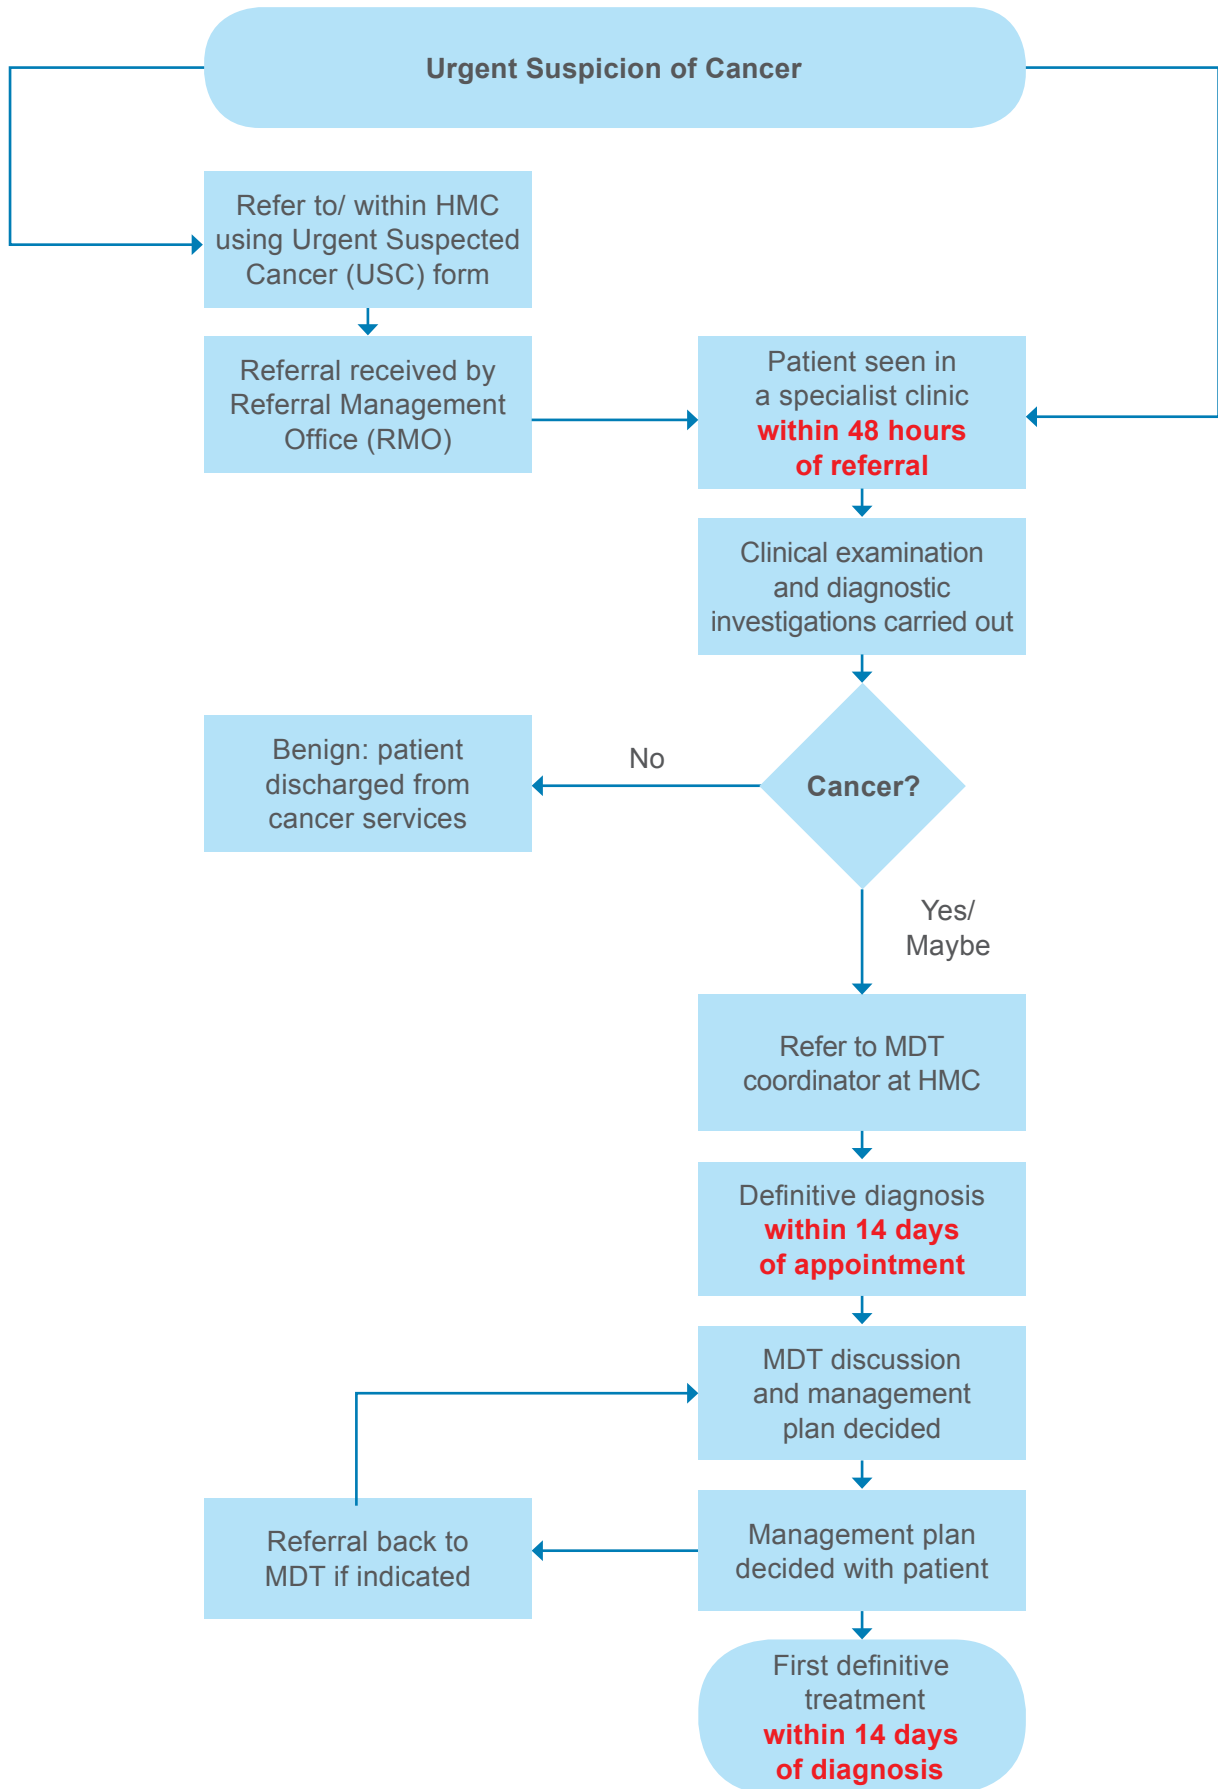 Urgent Suspicion of Cancer
Refer to/ within HMC
using Urgent Suspected
Cancer (USC) form
Referral received by
Referral Management
Office (RMO)
Patient seen in
a specialist clinic
within 48 hours
of referral
Clinical examination
and diagnostic
investigations carried out
Cancer?
No
Benign: patient
discharged from
cancer services
Yes/
Maybe
Refer to MDT
coordinator at HMC
Definitive diagnosis
within 14 days
of appointment
MDT discussion
and management
plan decided
Management plan
decided with patient
Referral back to
MDT if indicated
First definitive
treatment
within 14 days
of diagnosis